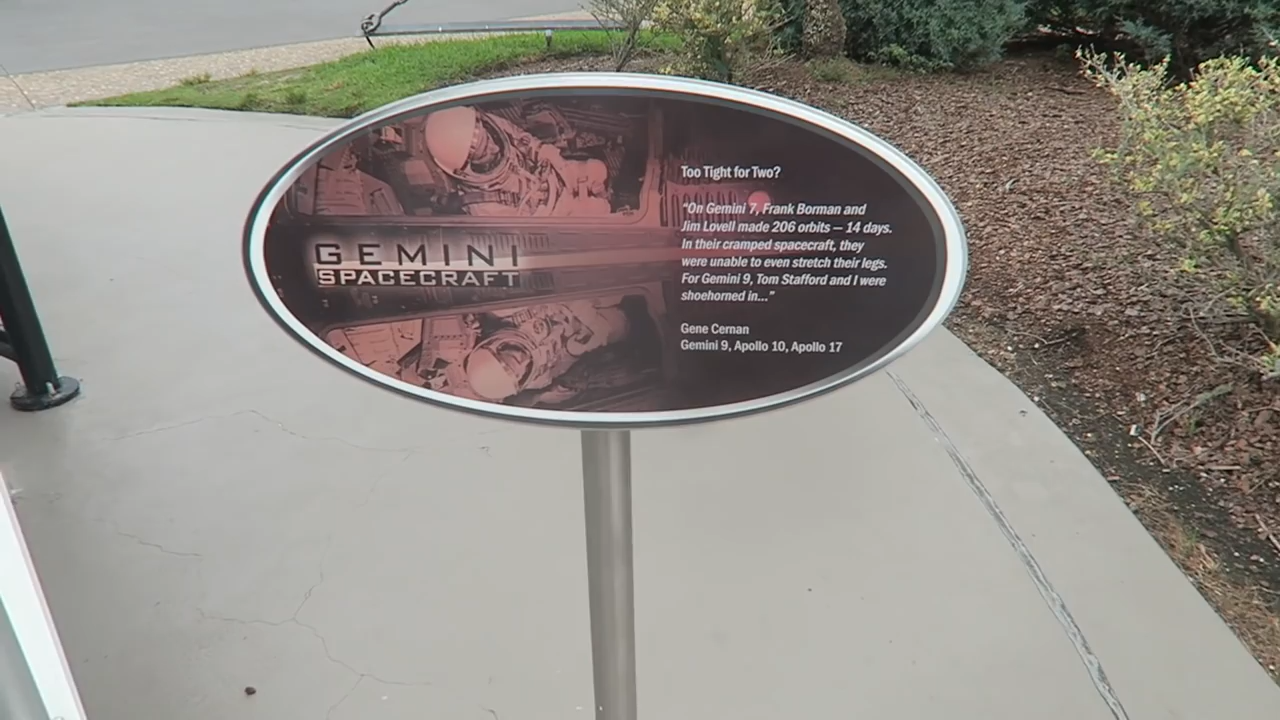 GEMINI
SPACECRAFT
Too Tight for Two?
"On Gemini 7, Frank Borman and
Jim Lovell made 206 orbits – 14 days.
In their cramped spacecraft, they
were unable to even stretch their legs.
For Gemini 9, Tom Stafford and I were
shoehorned in..."
Gene Cernan
Gemini 9, Apollo 10, Apollo 17